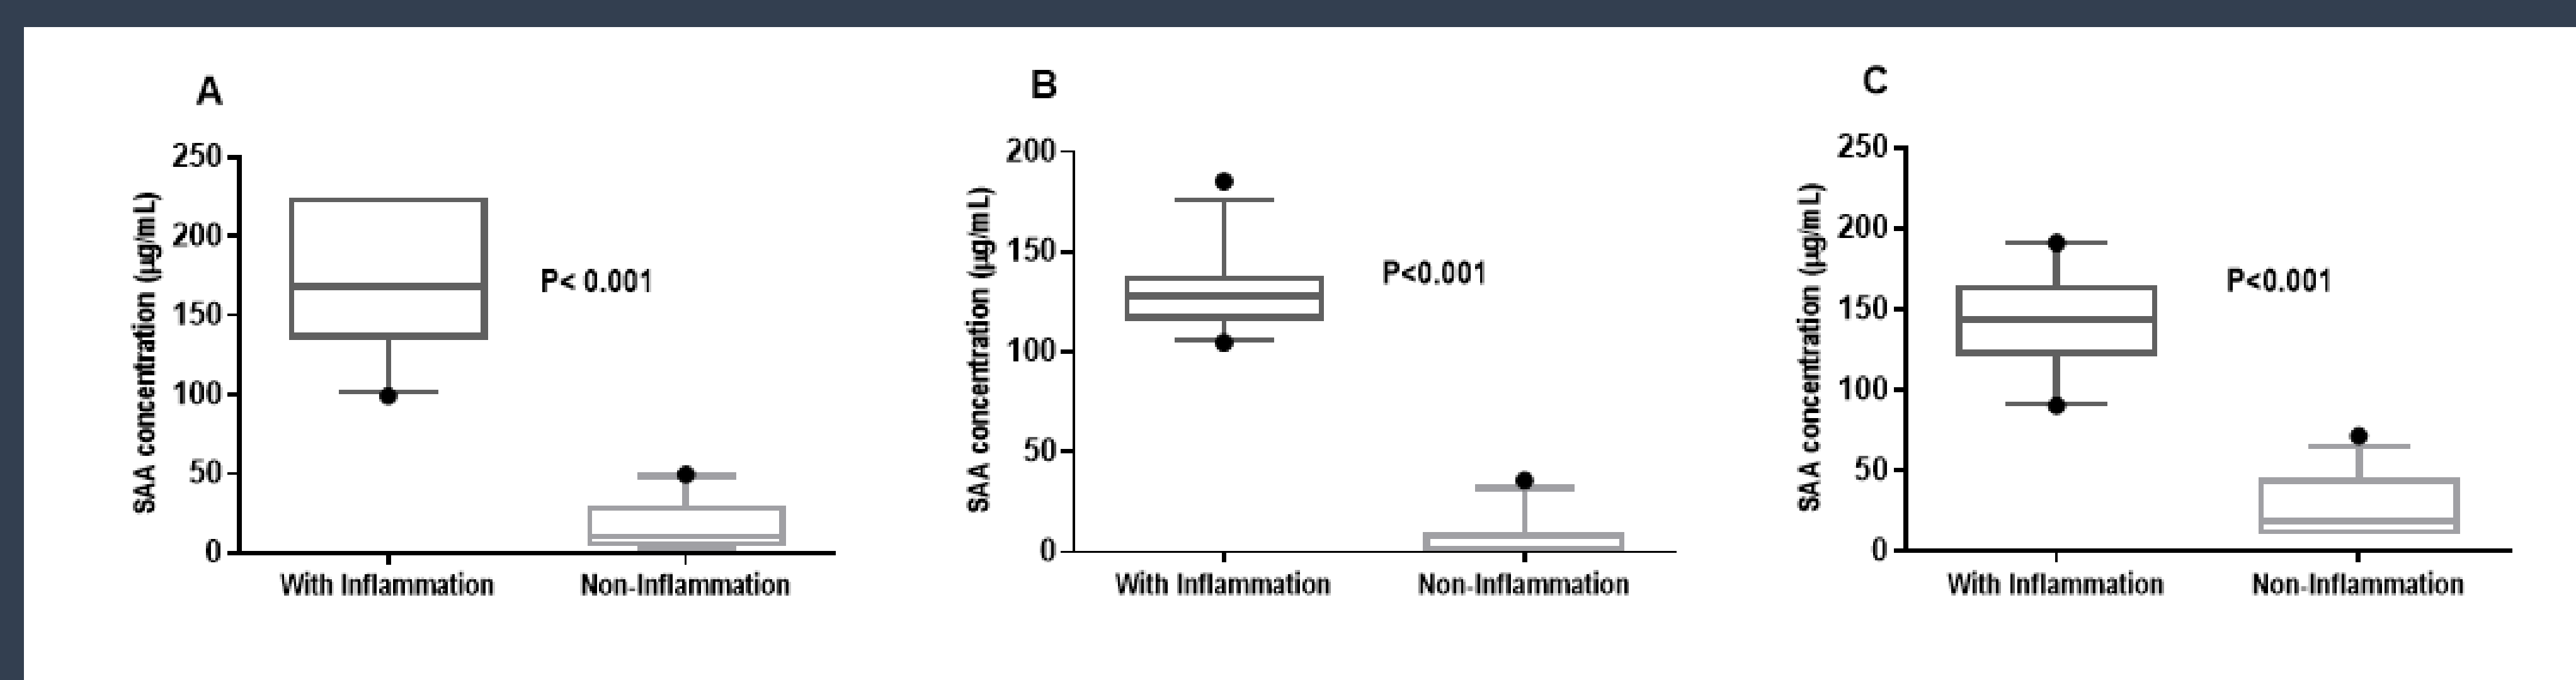 A
SAA concentration (µg/mL)
250
200
150
100
50
0
P< 0.001
With Inflammation
Non-Inflammation
B
SAA concentration (µg/mL)
200
150
100
50
0
P<0.001
With Inflammation
Non-Inflammation
C
SAA concentration (µg/mL)
250
200
150
100
50
0
P<0.001
With Inflammation
Non-Inflammation